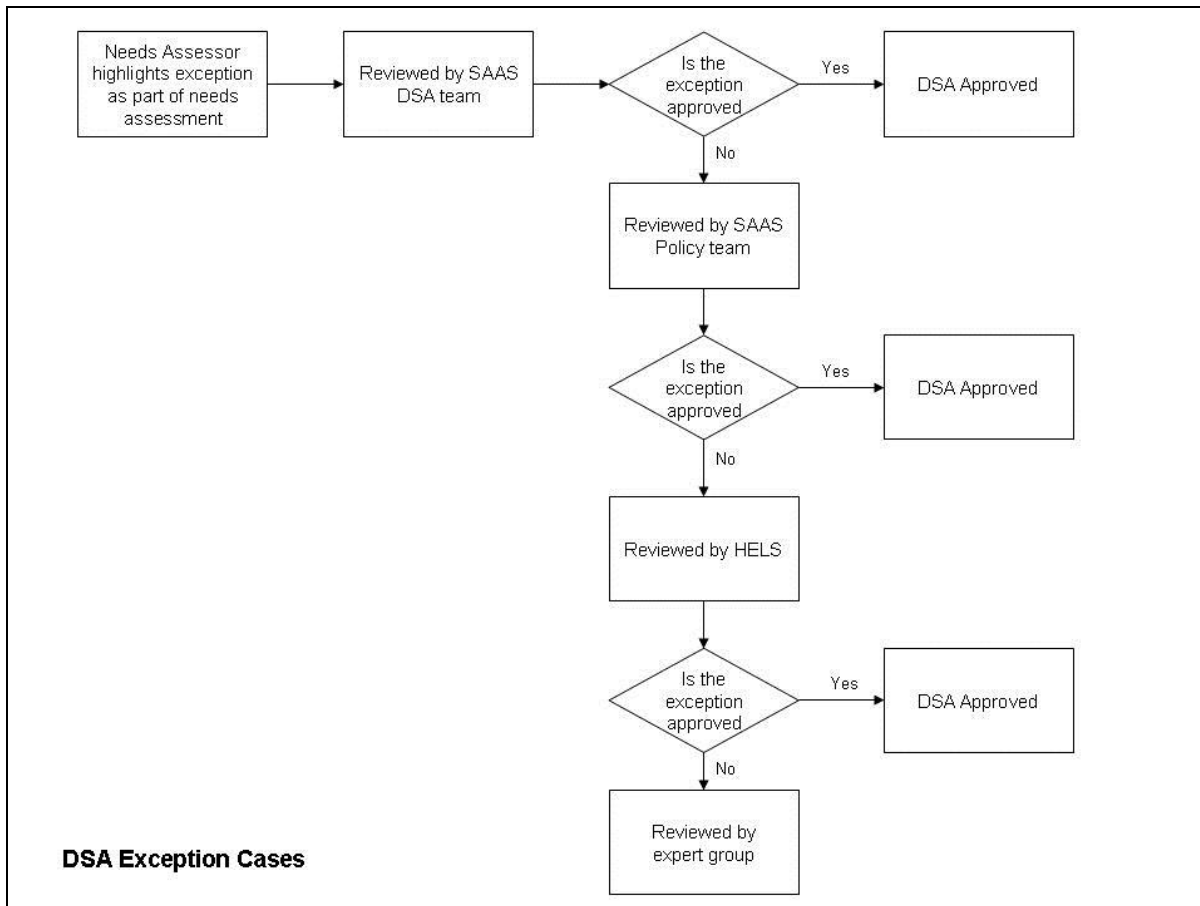 Needs Assessor
highlights exception
as part of needs
assessment
Reviewed by SAAS
DSA team
Is the
exception
approved
Yes
DSA Approved
No
Reviewed by SAAS
Policy team
Is the
exception
approved
Yes
DSA Approved
No
Reviewed by HELS
Is the
exception
approved
Yes
DSA Approved
No
Reviewed by
expert group
DSA Exception Cases